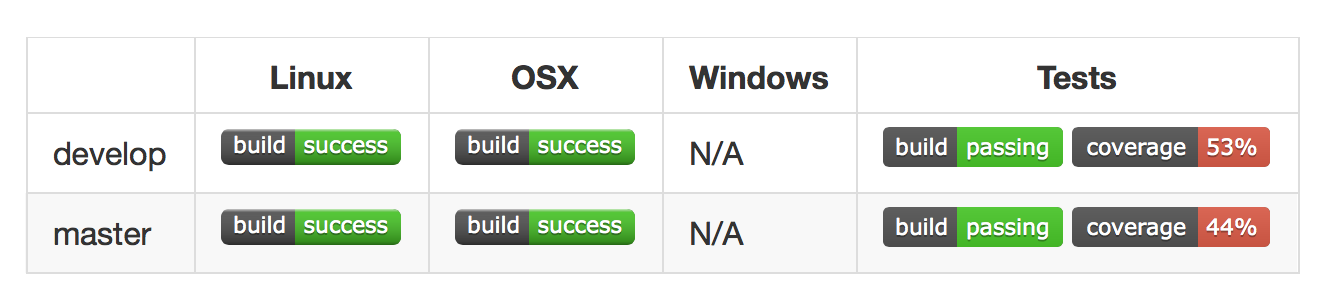 Linux OSX Windows Tests
develop build success build success N/A build passing coverage 53%
master build success build success N/A build passing coverage 44%